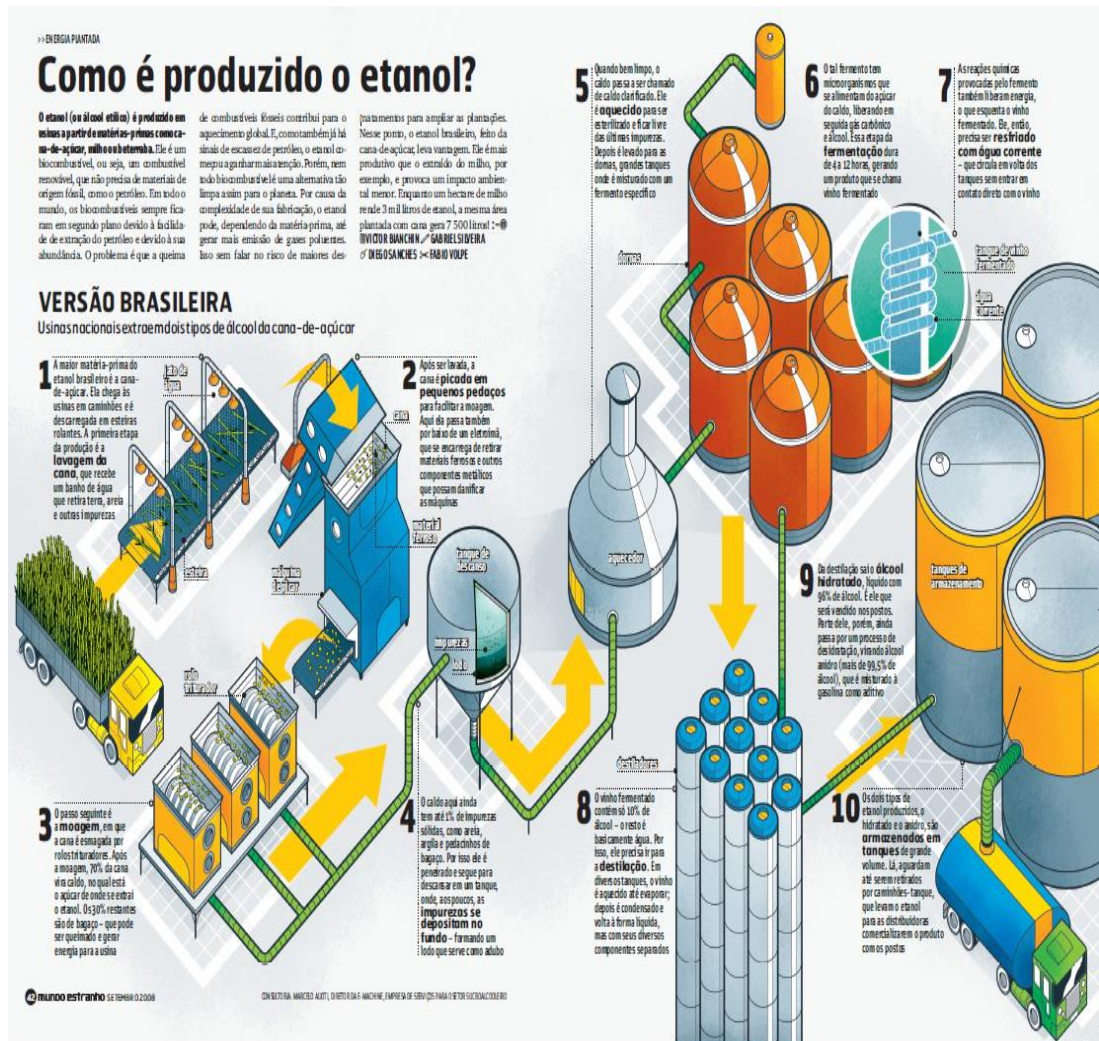 >> ENERGIA PLANTADA
Como é produzido o etanol?
O etanol (ou álcool etílico) é produzido em
usinas a partir de matérias-primas como ca-
na-de-açúcar, milho ou beterraba. Ele é um
biocombustível, ou seja, um combustível
renovável, que não precisa de materiais de
origem fóssil, como o petróleo. Em todo o
mundo, os biocombustíveis sempre fica-
ram em segundo plano devido à facilida-
de de extração do petróleo e devido à sua
abundância. O problema é que a queima
de combustíveis fósseis contribui para o
aquecimento global. E, como também já há
sinais de escassez de petróleo, o etanol co-
meçou a ganhar mais atenção. Porém, nem
todo biocombustível é uma alternativa tão
limpa assim para o planeta. Por causa da
complexidade de sua fabricação, o etanol
pode, dependendo da matéria-prima, até
gerar mais emissão de gases poluentes.
Isso sem falar no risco de maiores des-
matamentos para ampliar as plantações.
Nesse ponto, o etanol brasileiro, feito da
cana-de-açúcar, leva vantagem. Ele é mais
produtivo que o extraído do milho, por
exemplo, e provoca um impacto ambien-
tal menor. Enquanto um hectare de milho
rende 3 mil litros de etanol, a mesma área
plantada com cana gera 7 500 litros!
VICTOR BIANCHIN GABRIEL SILVEIRA
DIEGO SANCHES FABIO VOLPE
VERSÃO BRASILEIRA
Usinas nacionais extraem dois tipos de álcool da cana-de-açúcar
1
A maior matéria-prima do
etanol brasileiro é a cana-
de-açúcar. Ela chega às
usinas em caminhões e é
descarregada em esteiras
rolantes. A primeira etapa
da produção é a
lavagem da
cana, que recebe
um banho de água
que retira terra, areia
e outras impurezas
jato de
água
esteira
2
Após ser lavada, a
cana é picada em
pequenos pedaços
para facilitar a moagem.
Aqui ela passa também
por baixo de um eletroímã,
que se encarrega de retirar
materiais ferrosos e outros
componentes metálicos
que possam danificar
as máquinas
cana
material
ferroso
máquina
de picar
rolo
triturador
3
O passo seguinte é
a moagem, em que
a cana é esmagada por
rolos trituradores. Após
a moagem, 70% da cana
vira caldo, no qual está
o açúcar de onde se extrai
o etanol. Os 30% restantes
são de bagaço – que pode
ser queimado e gerar
energia para a usina
tanque de
descanso
impurezas
lodo
4
O caldo aqui ainda
tem até 1% de impurezas
sólidas, como areia,
argila e pedacinhos de
bagaço. Por isso ele é
peneirado e segue para
descansar em um tanque,
onde, aos poucos, as
impurezas se
depositam no
fundo – formando um
lodo que serve como adubo
5
Quando bem limpo, o
caldo passa a ser chamado
de caldo clarificado. Ele
é aquecido para ser
esterilizado e ficar livre
das últimas impurezas.
Depois é levado para as
dornas, grandes tanques
onde é misturado com um
fermento específico
aquecedor
dornas
6
O tal fermento tem
microorganismos que
se alimentam do açúcar
do caldo, liberando em
seguida gás carbônico
e álcool. Essa etapa da
fermentação dura
de 4 a 12 horas, gerando
um produto que se chama
vinho fermentado
7
As reações químicas
provocadas pelo fermento
também liberam energia,
o que esquenta o vinho
fermentado. Ele, então,
precisa ser resfriado
com água corrente
– que circula em volta dos
tanques sem entrar em
contato direto com o vinho
tanque de vinho
fermentado
água
corrente
8
O vinho fermentado
contém só 10% de
álcool – o resto é
basicamente água. Por
isso, ele precisa ir para
a destilação. Em
diversos tanques, o vinho
é aquecido até evaporar;
depois é condensado e
volta à forma líquida,
mas com seus diversos
componentes separados
destiladores
9
Da destilação sai o álcool
hidratado, líquido com
96% de álcool. É ele que
será vendido nos postos.
Parte dele, porém, ainda
passa por um processo de
desidratação, virando álcool
anidro (mais de 99,5% de
álcool), que é misturado à
gasolina como aditivo
tanques de
armazenamento
10
Os dois tipos de
etanol produzidos, o
hidratado e o anidro, são
armazenados em
tanques de grande
volume. Lá, aguardam
até serem retirados
por caminhões-tanque,
que levam o etanol
para as distribuidoras
comercializarem o produto
com os postos
42 mundo estranho SETEMBRO 2008